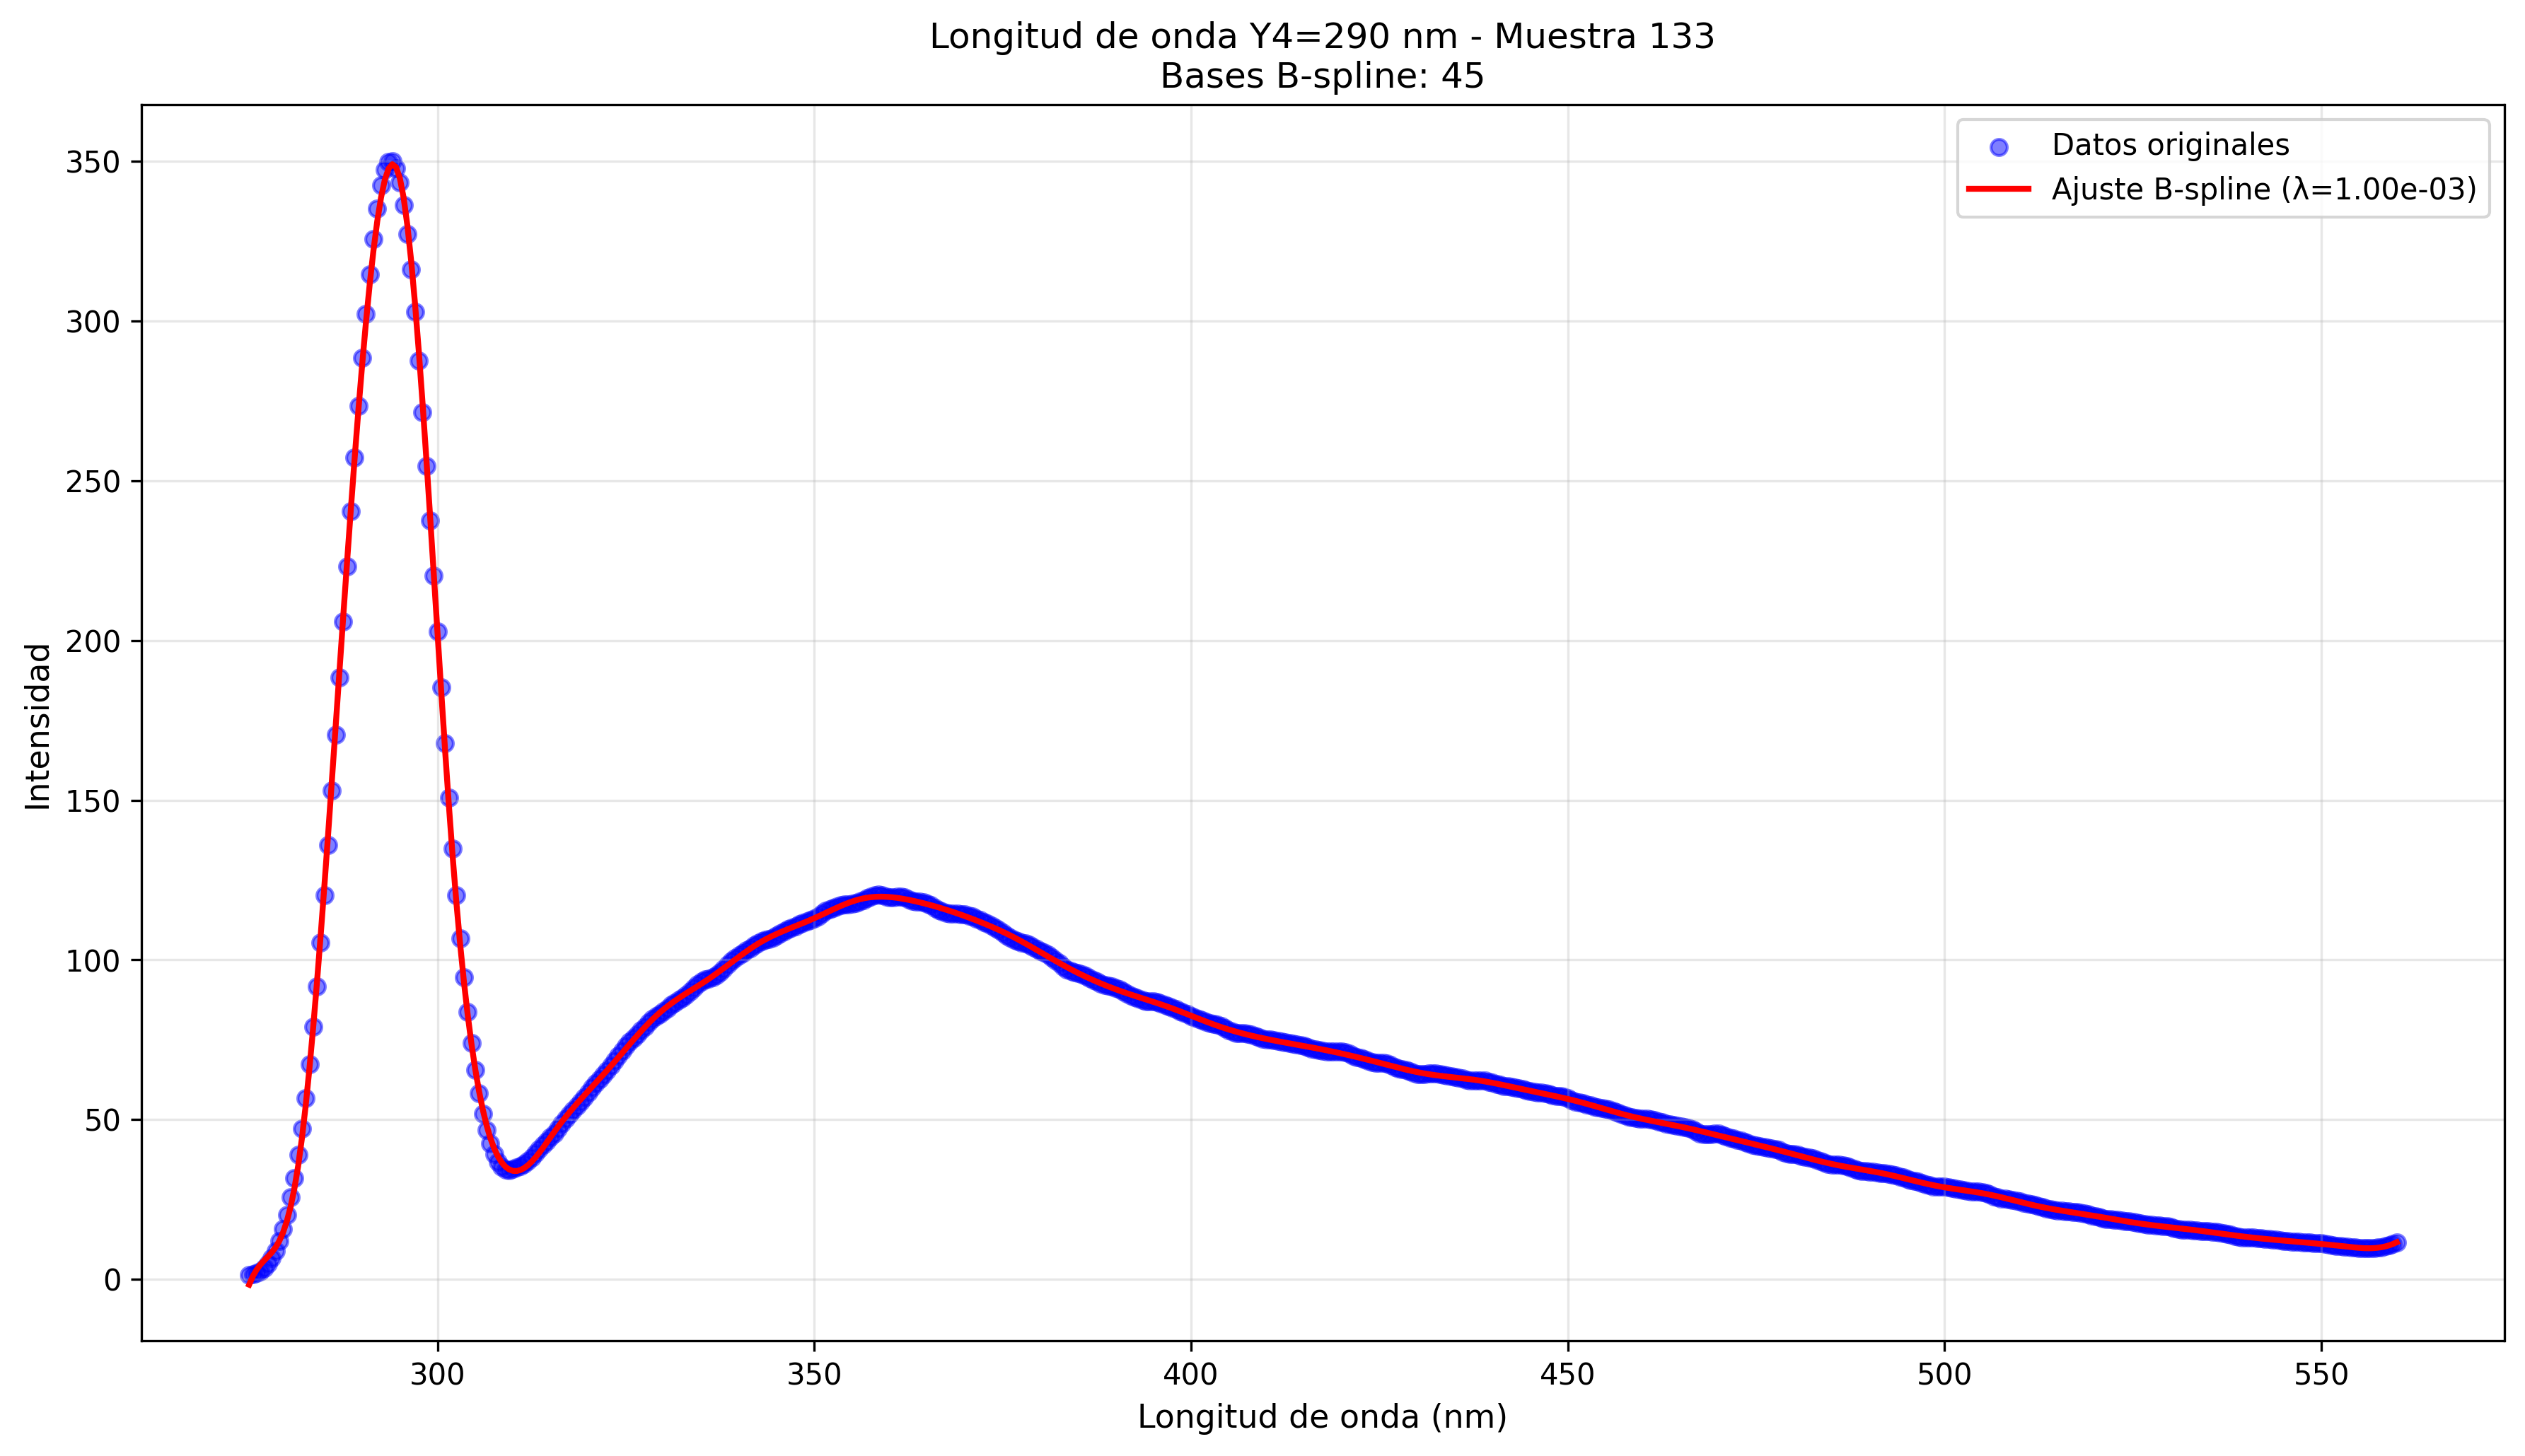 Longitud de onda Y4=290 nm - Muestra 133
Bases B-spline: 45
Datos originales
Ajuste B-spline (λ=1.00e-03)
Intensidad
350
300
250
200
150
100
50
0
300 350 400 450 500 550
Longitud de onda (nm)